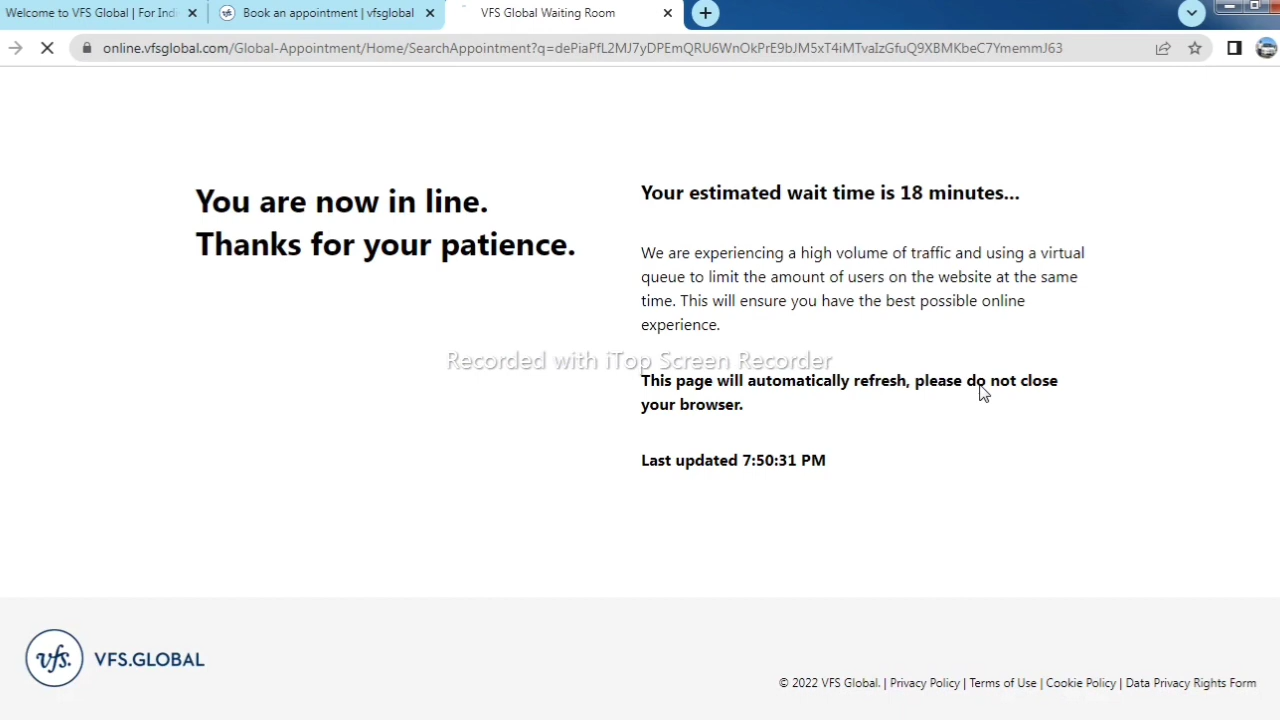 Welcome to VFS Global | For Indi
Book an appointment | vfsglobal
VFS Global Waiting Room
online.vfsglobal.com/Global-Appointment/Home/SearchAppointment?q=dePiaPfL2MJ7yDPEmQRU6WnOkPrE9bJM5xT4iMTvaIzGfuQ9XBMKbeC7YmemmJ63
You are now in line.
Thanks for your patience.
Your estimated wait time is 18 minutes...
We are experiencing a high volume of traffic and using a virtual
queue to limit the amount of users on the website at the same
time. This will ensure you have the best possible online
experience.
Recorded with iTop Screen Recorder
This page will automatically refresh, please do not close
your browser.
Last updated 7:50:31 PM
vfs.
VFS.GLOBAL
© 2022 VFS Global. | Privacy Policy | Terms of Use | Cookie Policy | Data Privacy Rights Form